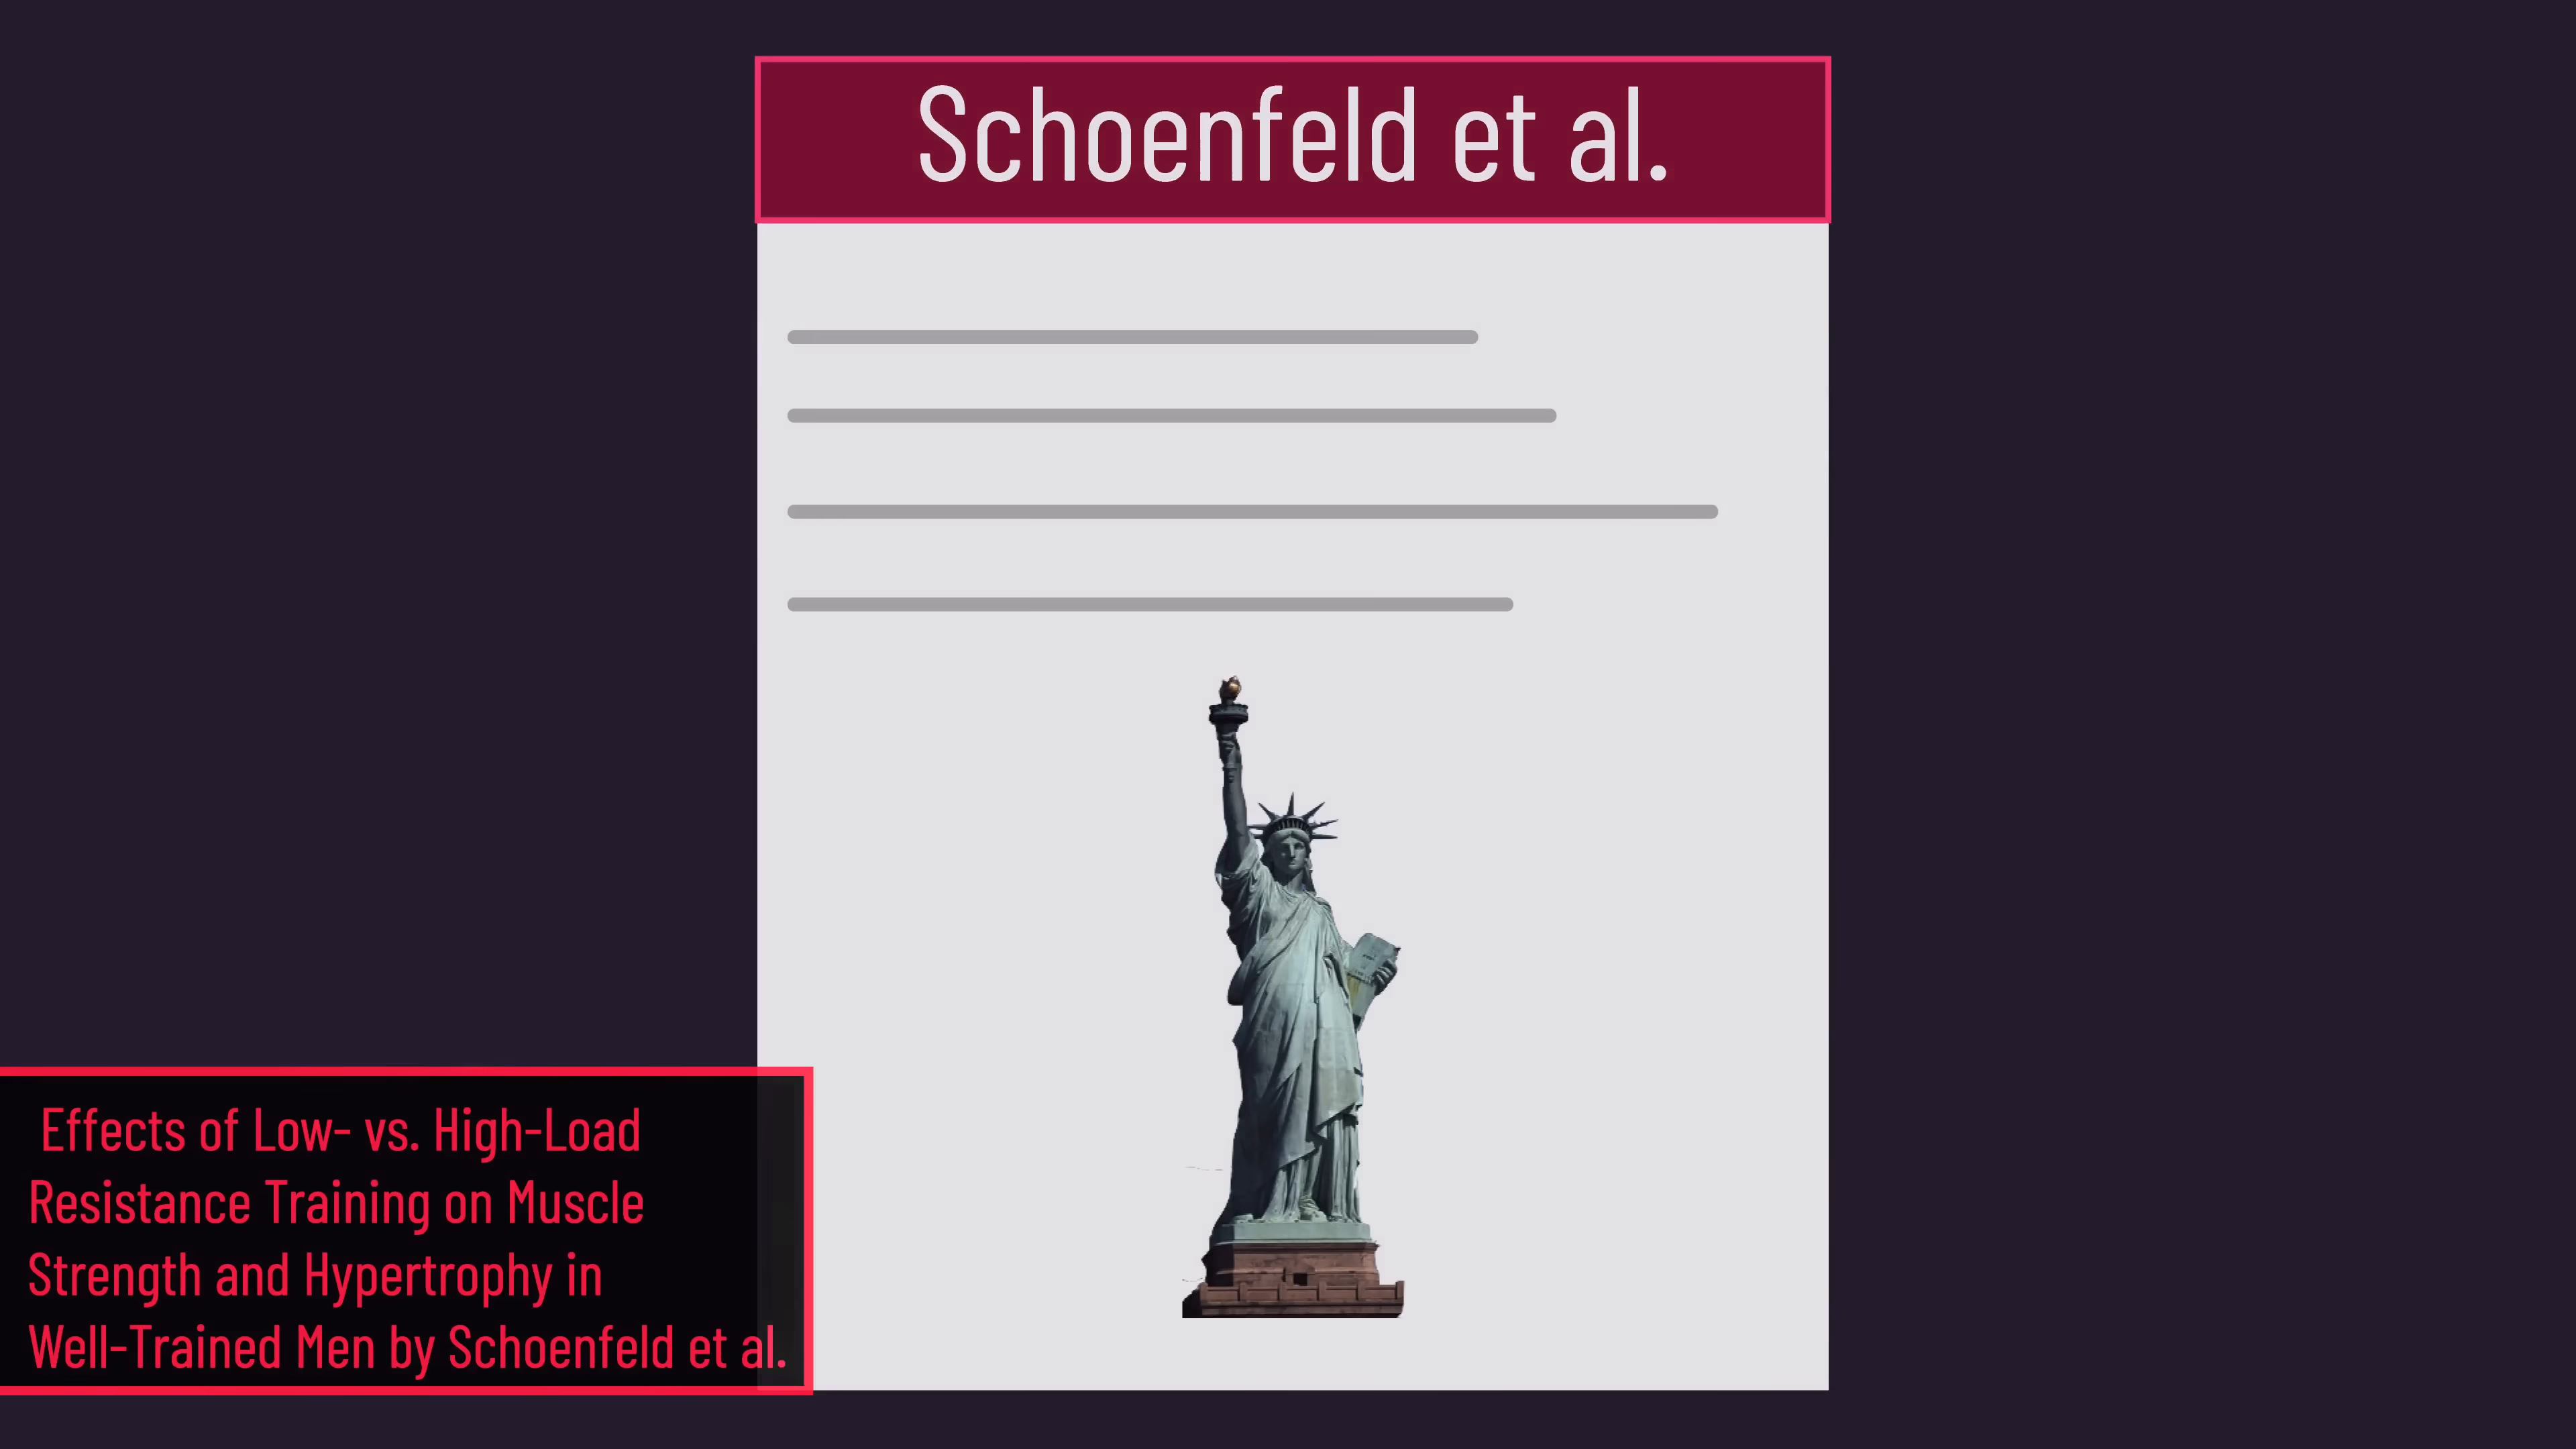 Schoenfeld et al.
Effects of Low- vs. High-Load
Resistance Training on Muscle
Strength and Hypertrophy in
Well-Trained Men by Schoenfeld et al.